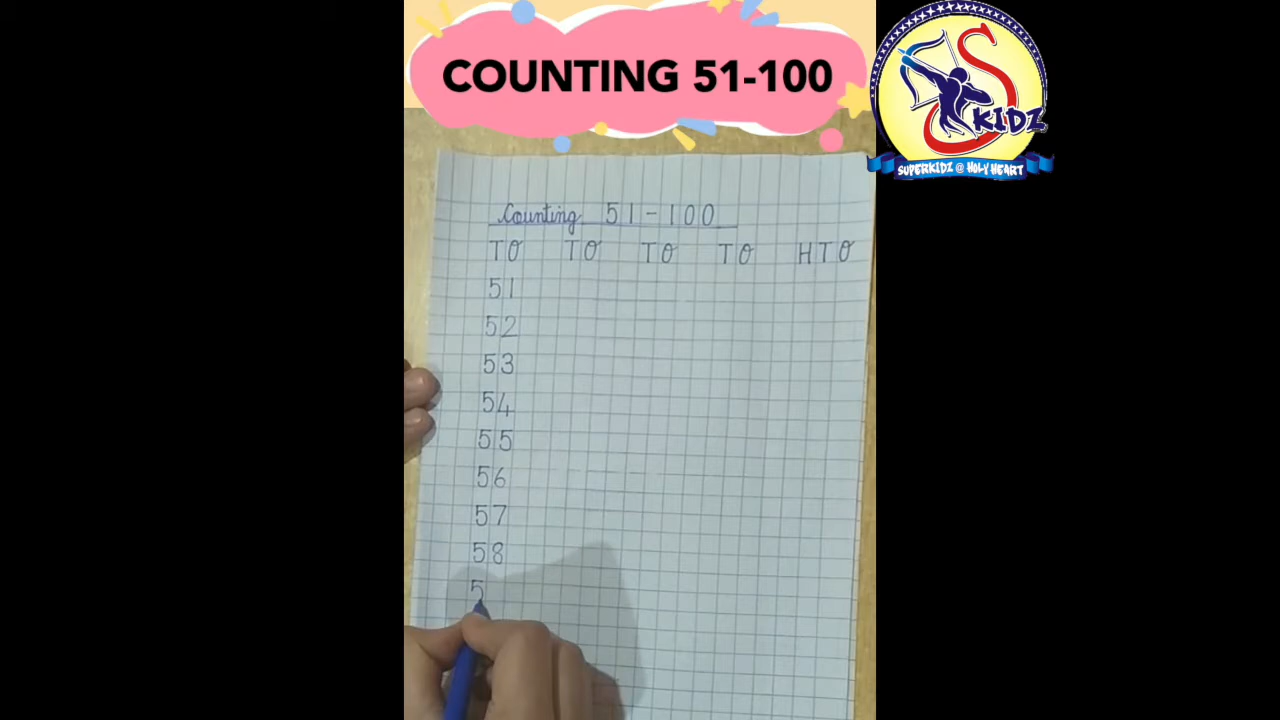 COUNTING 51-100
S KIDZ
SUPERKIDZ @ HOLY HEART
Counting 51-100
TO TO TO TO HTO
51
52
53
54
55
56
57
58
5